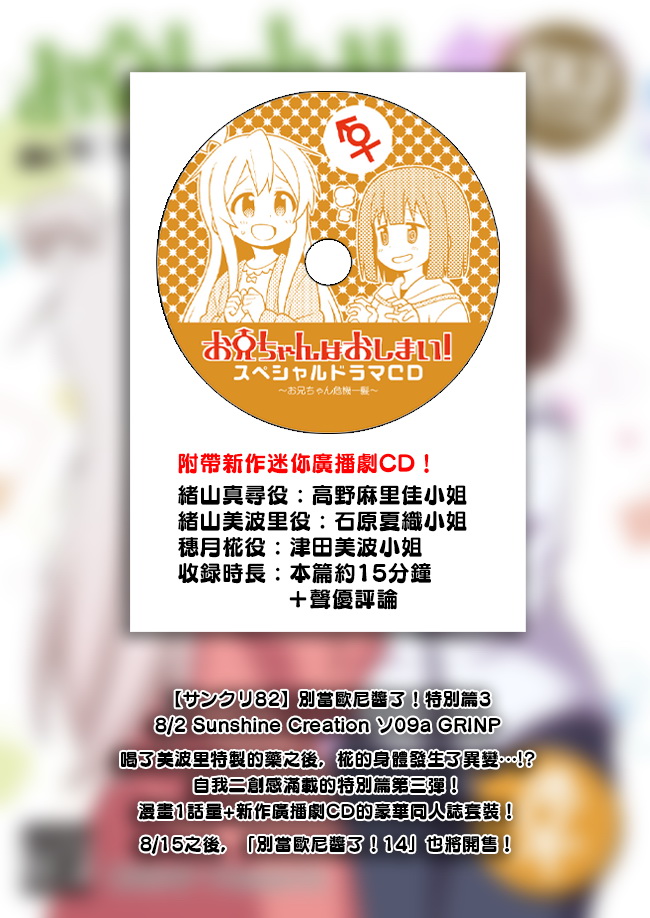 お兄ちゃんはおしまい!
スペシャルドラマCD
~お兄ちゃん危機一髪~
附帶新作迷你廣播劇CD!
緒山真尋役:高野麻里佳小姐
緒山美波里役:石原夏織小姐
穗月椛役:津田美波小姐
收録時長:本篇約15分鐘
+聲優評論
【サンクリ82】別當歐尼醬了!特別篇3
8/2 Sunshine Creation ソ09a GRINP
喝了美波里特製的藥之後,椛的身體發生了異變…!?
自我二創感滿載的特別篇第三彈!
漫畫1話量+新作廣播劇CD的豪華同人誌套裝!
8/15之後,「別當歐尼醬了!14」也將開售!